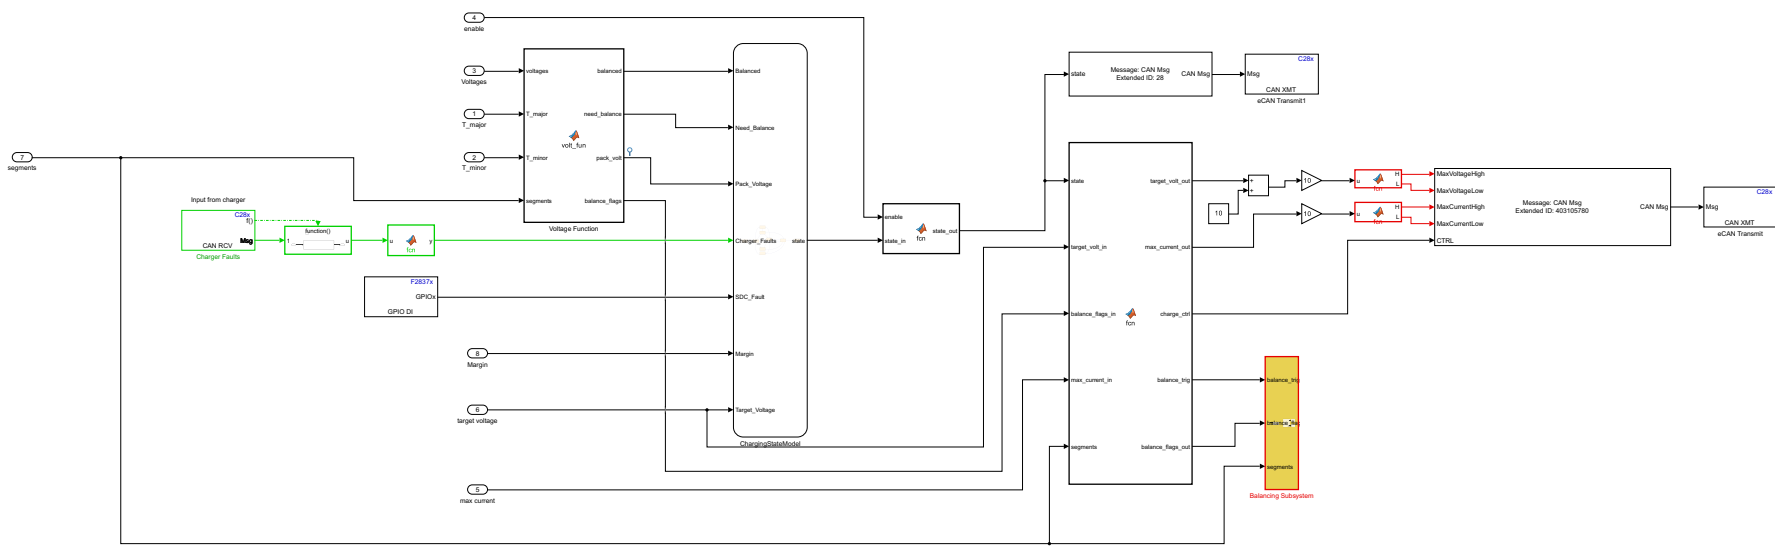 4
enable
3
Voltages
1
T_major
2
T_minor
7
segments
voltages
T_major
T_minor
segments
balanced
need_balance
pack_volt
balance_flags
volt_fun
Voltage Function
Input from charger
C28x
f()
Msg
CAN RCV
Charger Faults
function()
1
u
u
y
fcn
F2837x
GPIOx
GPIO DI
8
Margin
6
target voltage
5
max current
Balanced
Need_Balance
Pack_Voltage
Charger_Faults
state
SDC_Fault
Margin
Target_Voltage
ChargingStateModel
enable
state_in
state_out
fcn
state
Message: CAN Msg
Extended ID: 28
CAN Msg
C28x
Msg
CAN XMT
eCAN Transmit1
state
target_volt_in
balance_flags_in
max_current_in
segments
fcn
target_volt_out
max_current_out
charge_ctrl
balance_trig
balance_flags_out
10
+
+
10
10
u
H
L
fcn
u
H
L
fcn
MaxVoltageHigh
MaxVoltageLow
MaxCurrentHigh
MaxCurrentLow
CTRL
Message: CAN Msg
Extended ID: 403105780
CAN Msg
C28x
Msg
CAN XMT
eCAN Transmit
balance_trig
segments
Balancing Subsystem